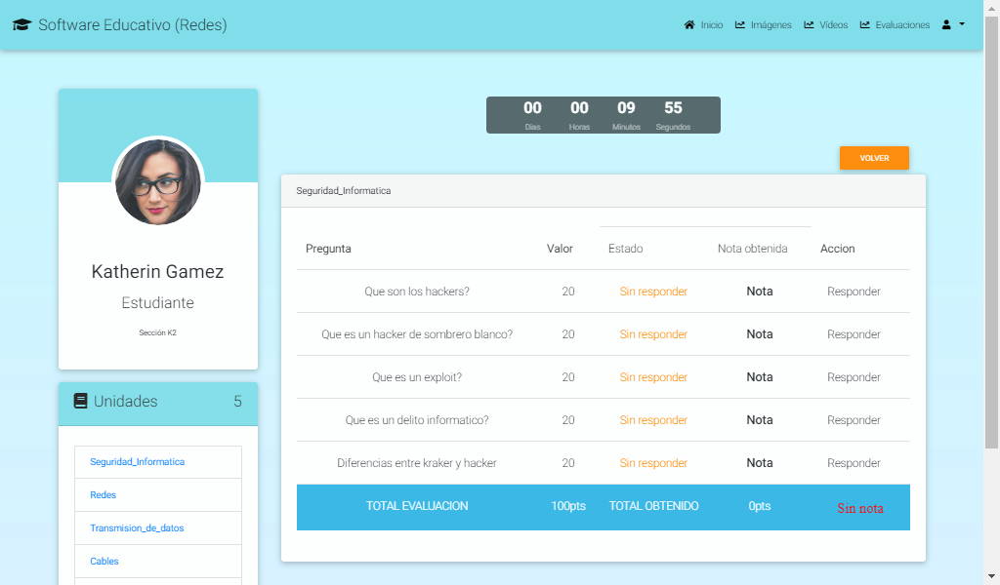 Software Educativo (Redes) Inicio Imágenes Vídeos Evaluaciones
00 00 09 55
Días Horas Minutos Segundos
VOLVER
Katherin Gamez
Estudiante
Sección K2
Unidades 5
Seguridad_Informatica
Redes
Transmision_de_datos
Cables
Seguridad_Informatica
Pregunta Valor Estado Nota obtenida Accion
Que son los hackers? 20 Sin responder Nota Responder
Que es un hacker de sombrero blanco? 20 Sin responder Nota Responder
Que es un exploit? 20 Sin responder Nota Responder
Que es un delito informatico? 20 Sin responder Nota Responder
Diferencias entre kraker y hacker 20 Sin responder Nota Responder
TOTAL EVALUACION 100pts TOTAL OBTENIDO 0pts Sin nota